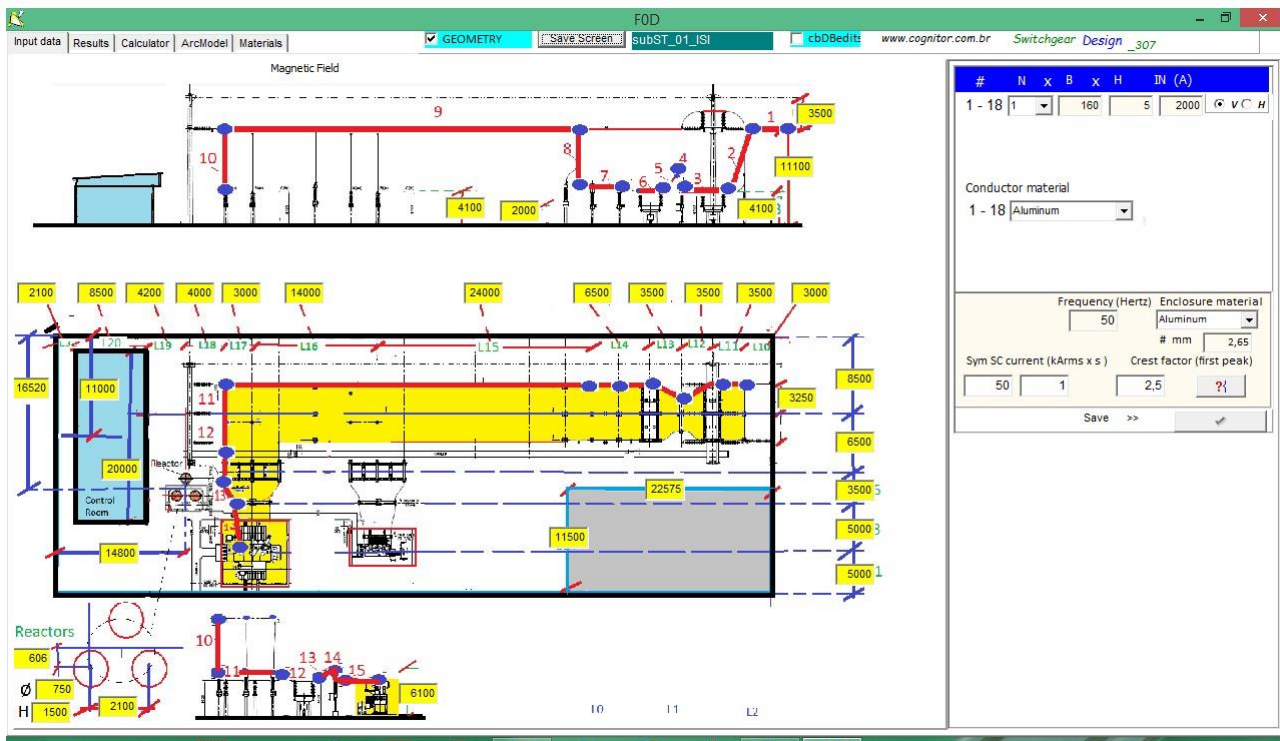 F0D
Input data Results Calculator ArcModel Materials
GEOMETRY Save Screen subST_01_ISI cbDBedits www.cognitor.com.br Switchgear Design _307
Magnetic Field
# N x B x H IN (A)
1 - 18 1 160 5 2000 V H
Conductor material
1 - 18 Aluminum
Frequency (Hertz) Enclosure material
50 Aluminum
# mm 2,65
Sym SC current (kArms x s ) Crest factor (first peak)
50 1 2,5 ?{
Save >>
9 1 3500
10 8 4 2 11100
7 6 5 3
4100 2000 4100
2100 8500 4200 4000 3000 14000 24000 6500 3500 3500 3500 3000
L20 L19 L18 L17 L16 L15 L14 L13 L12 L11 L10
16520 11000 11 8500
3250
12 6500
20000 Reactor
13 22575 3500
Control
Room
11500 5000
14800 5000
Reactors
10
606
13 14
11 12 15
Ø 750 6100
H 1500 2100
L0 L1 L2